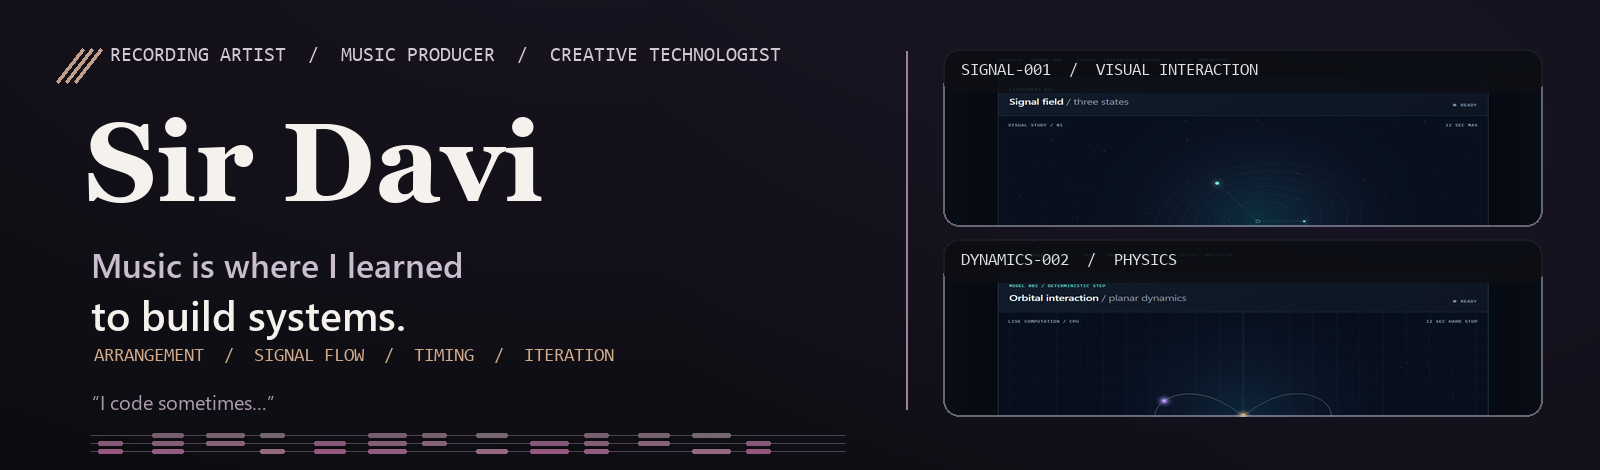 RECORDING ARTIST / MUSIC PRODUCER / CREATIVE TECHNOLOGIST
Sir Davi
Music is where I learned
to build systems.
ARRANGEMENT / SIGNAL FLOW / TIMING / ITERATION
“I code sometimes...”
SIGNAL-001 / VISUAL INTERACTION
Signal field / three states
READY
VISUAL STUDY / 01
12 SEC MAX
DYNAMICS-002 / PHYSICS
MODEL 002 / DETERMINISTIC STEP
Orbital interaction / planar dynamics
READY
LIVE COMPUTATION / CPU
12 SEC HARD STOP